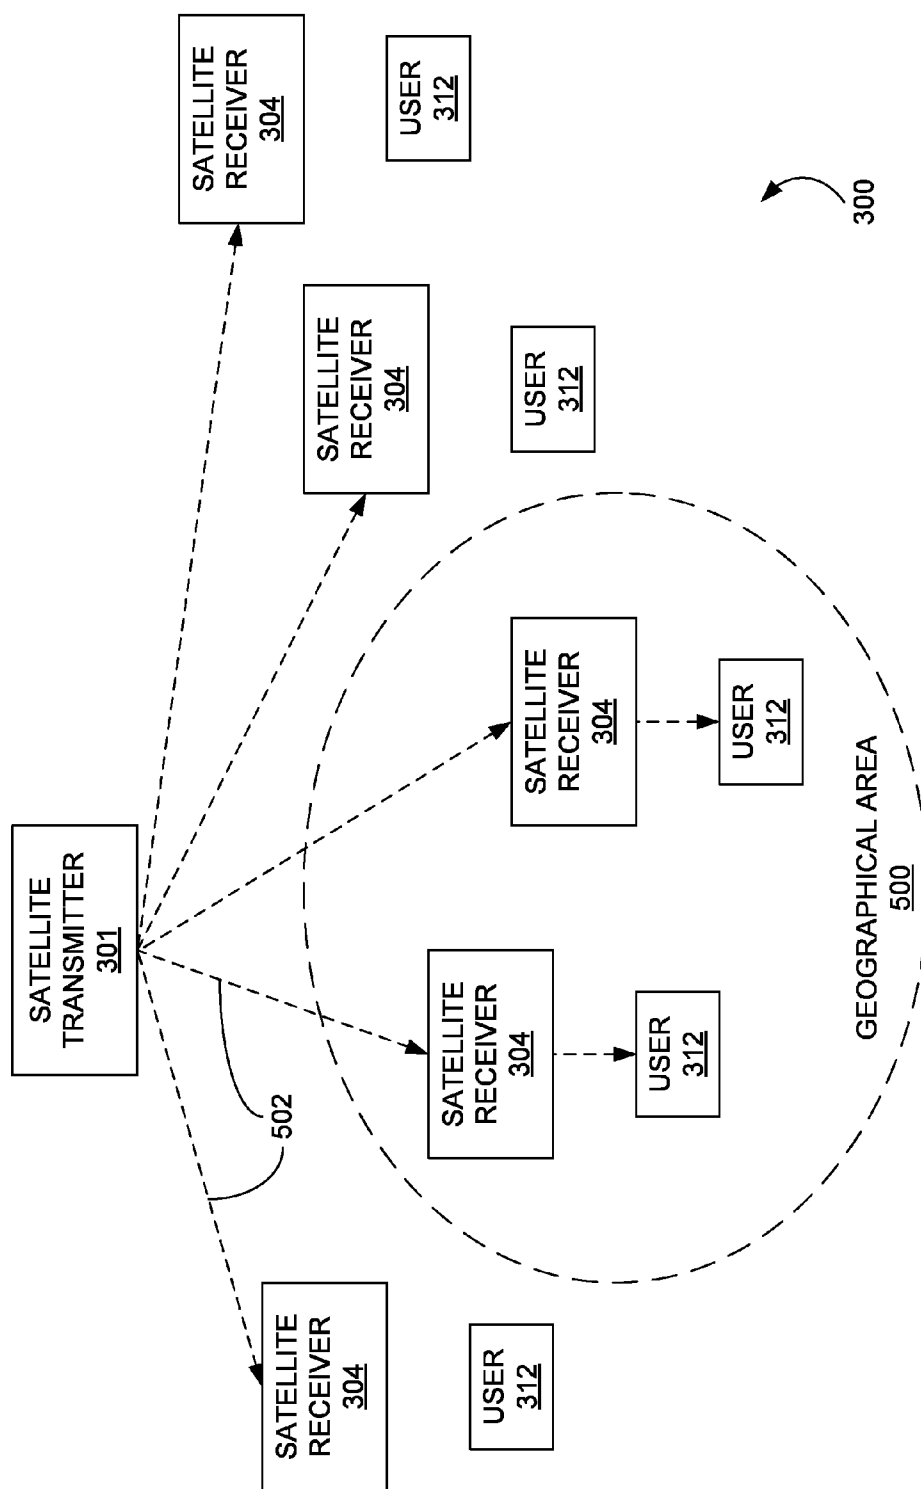 SATELLITE
TRANSMITTER
301
SATELLITE
RECEIVER
304
USER
312
502
SATELLITE
RECEIVER
304
USER
312
SATELLITE
RECEIVER
304
USER
312
SATELLITE
RECEIVER
304
USER
312
SATELLITE
RECEIVER
304
USER
312
GEOGRAPHICAL AREA
500
300